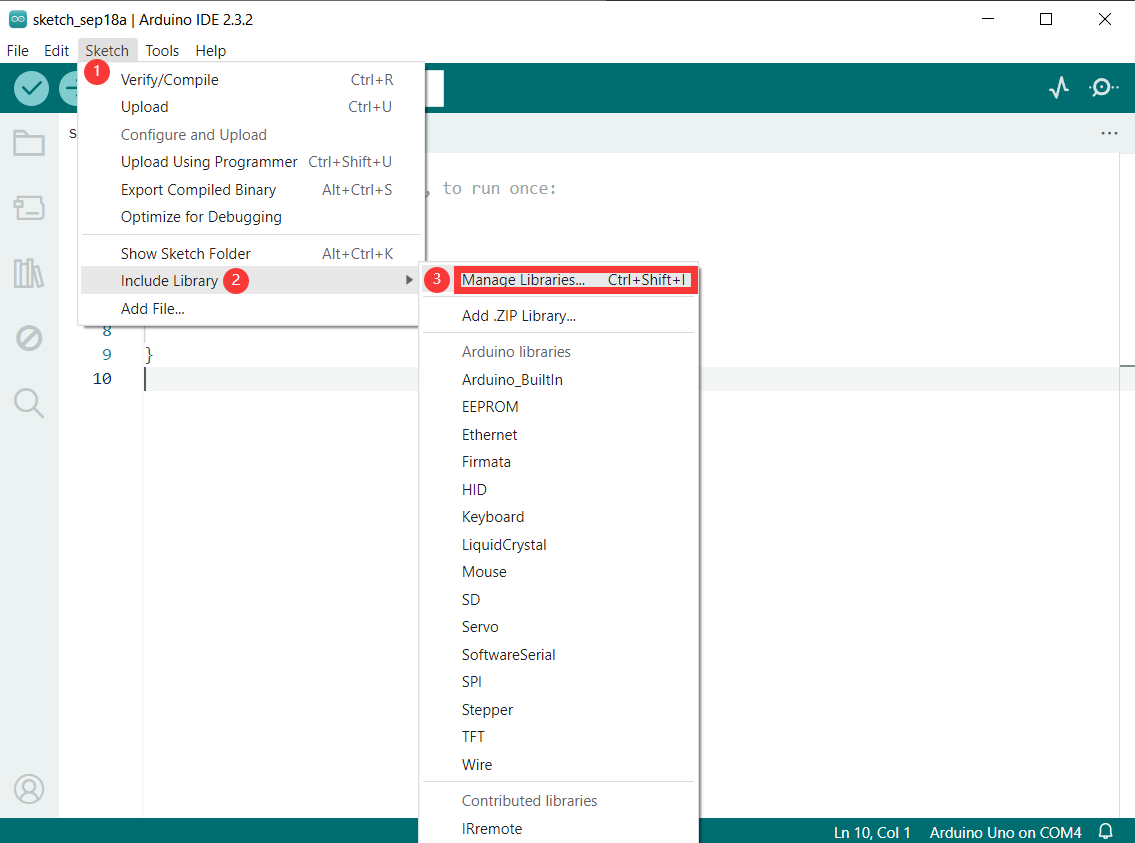 sketch_sep18a | Arduino IDE 2.3.2
File Edit Sketch Tools Help
1
Verify/Compile Ctrl+R
Upload Ctrl+U
Configure and Upload
Upload Using Programmer Ctrl+Shift+U
Export Compiled Binary Alt+Ctrl+S
Optimize for Debugging
Show Sketch Folder Alt+Ctrl+K
Include Library 2
Add File...
s
, to run once:
3 Manage Libraries... Ctrl+Shift+I
Add .ZIP Library...
Arduino libraries
Arduino_BuiltIn
EEPROM
Ethernet
Firmata
HID
Keyboard
LiquidCrystal
Mouse
SD
Servo
SoftwareSerial
SPI
Stepper
TFT
Wire
Contributed libraries
IRremote
8
9 }
10
Ln 10, Col 1 Arduino Uno on COM4